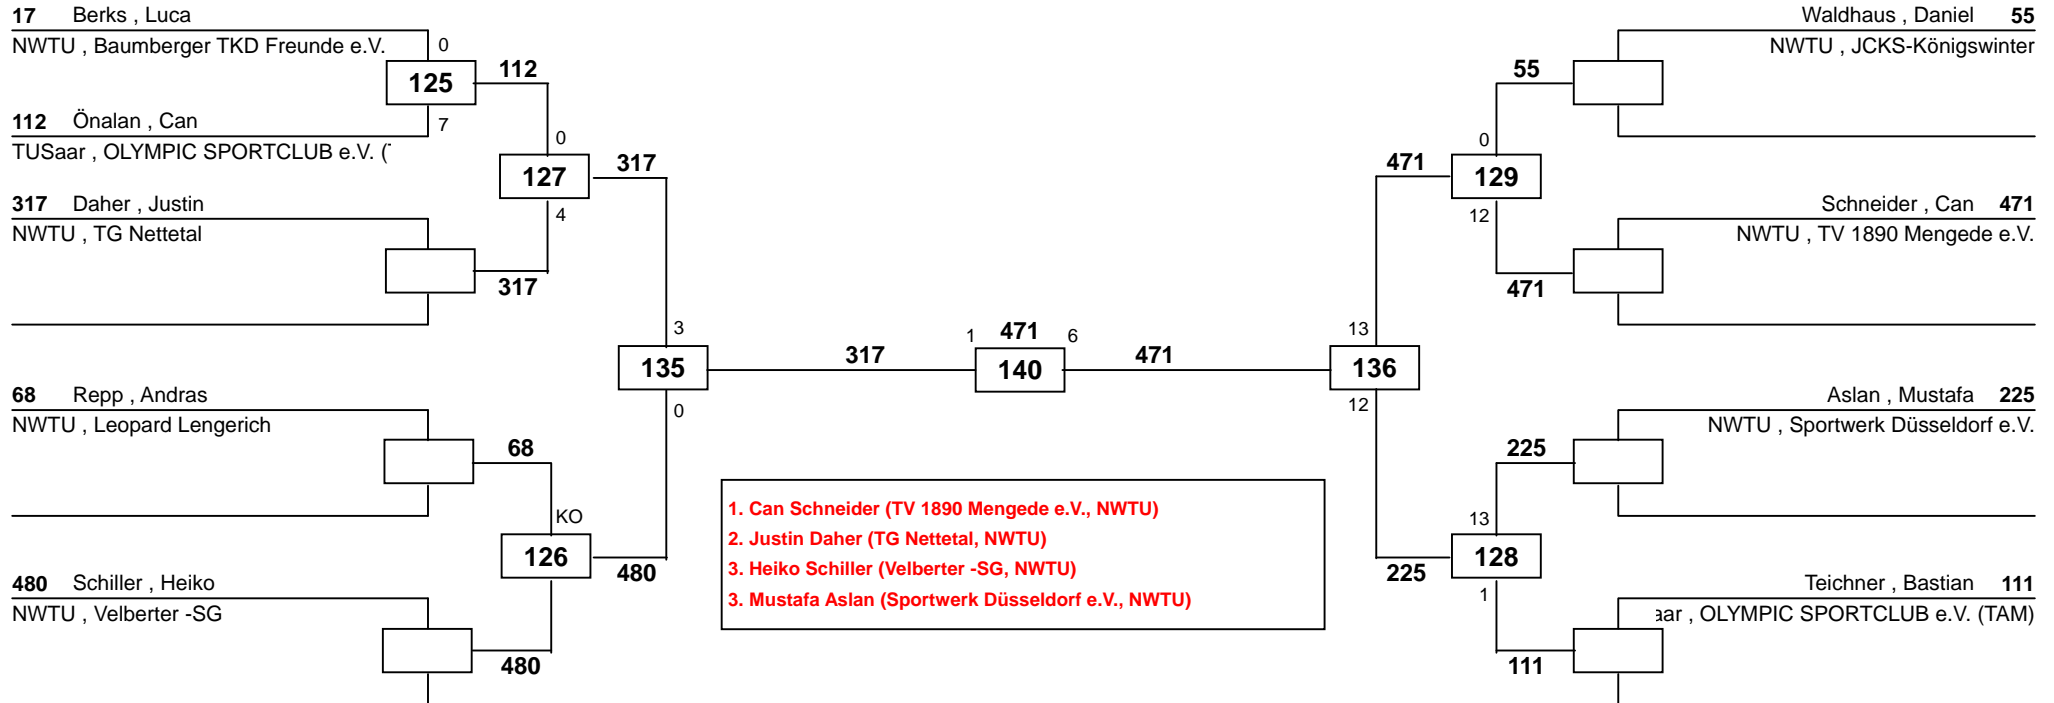 17 Berks , Luca
NWTU , Baumberger TKD Freunde e.V.
0
125
112
7
112 Önalan , Can
TUSaar , OLYMPIC SPORTCLUB e.V. (
0
127
317
4
317 Daher , Justin
NWTU , TG Nettetal
317
3
135
317
0
68 Repp , Andras
NWTU , Leopard Lengerich
68
KO
126
480
480 Schiller , Heiko
NWTU , Velberter -SG
480
1 471 6
140
471
1. Can Schneider (TV 1890 Mengede e.V., NWTU)
2. Justin Daher (TG Nettetal, NWTU)
3. Heiko Schiller (Velberter -SG, NWTU)
3. Mustafa Aslan (Sportwerk Düsseldorf e.V., NWTU)
Waldhaus , Daniel 55
NWTU , JCKS-Königswinter
55
0
471
129
12
Schneider , Can 471
NWTU , TV 1890 Mengede e.V.
471
13
136
12
Aslan , Mustafa 225
NWTU , Sportwerk Düsseldorf e.V.
225
13
128
225
1
Teichner , Bastian 111
aar , OLYMPIC SPORTCLUB e.V. (TAM)
111